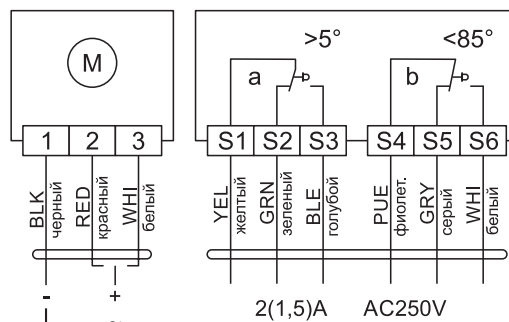 >5° <85°
M a b
1 2 3 S1 S2 S3 S4 S5 S6
BLK черный RED красный WHI белый YEL желтый GRN зеленый BLE голубой PUE фиолет. GRY серый WHI белый
- +
2(1,5)A AC250V